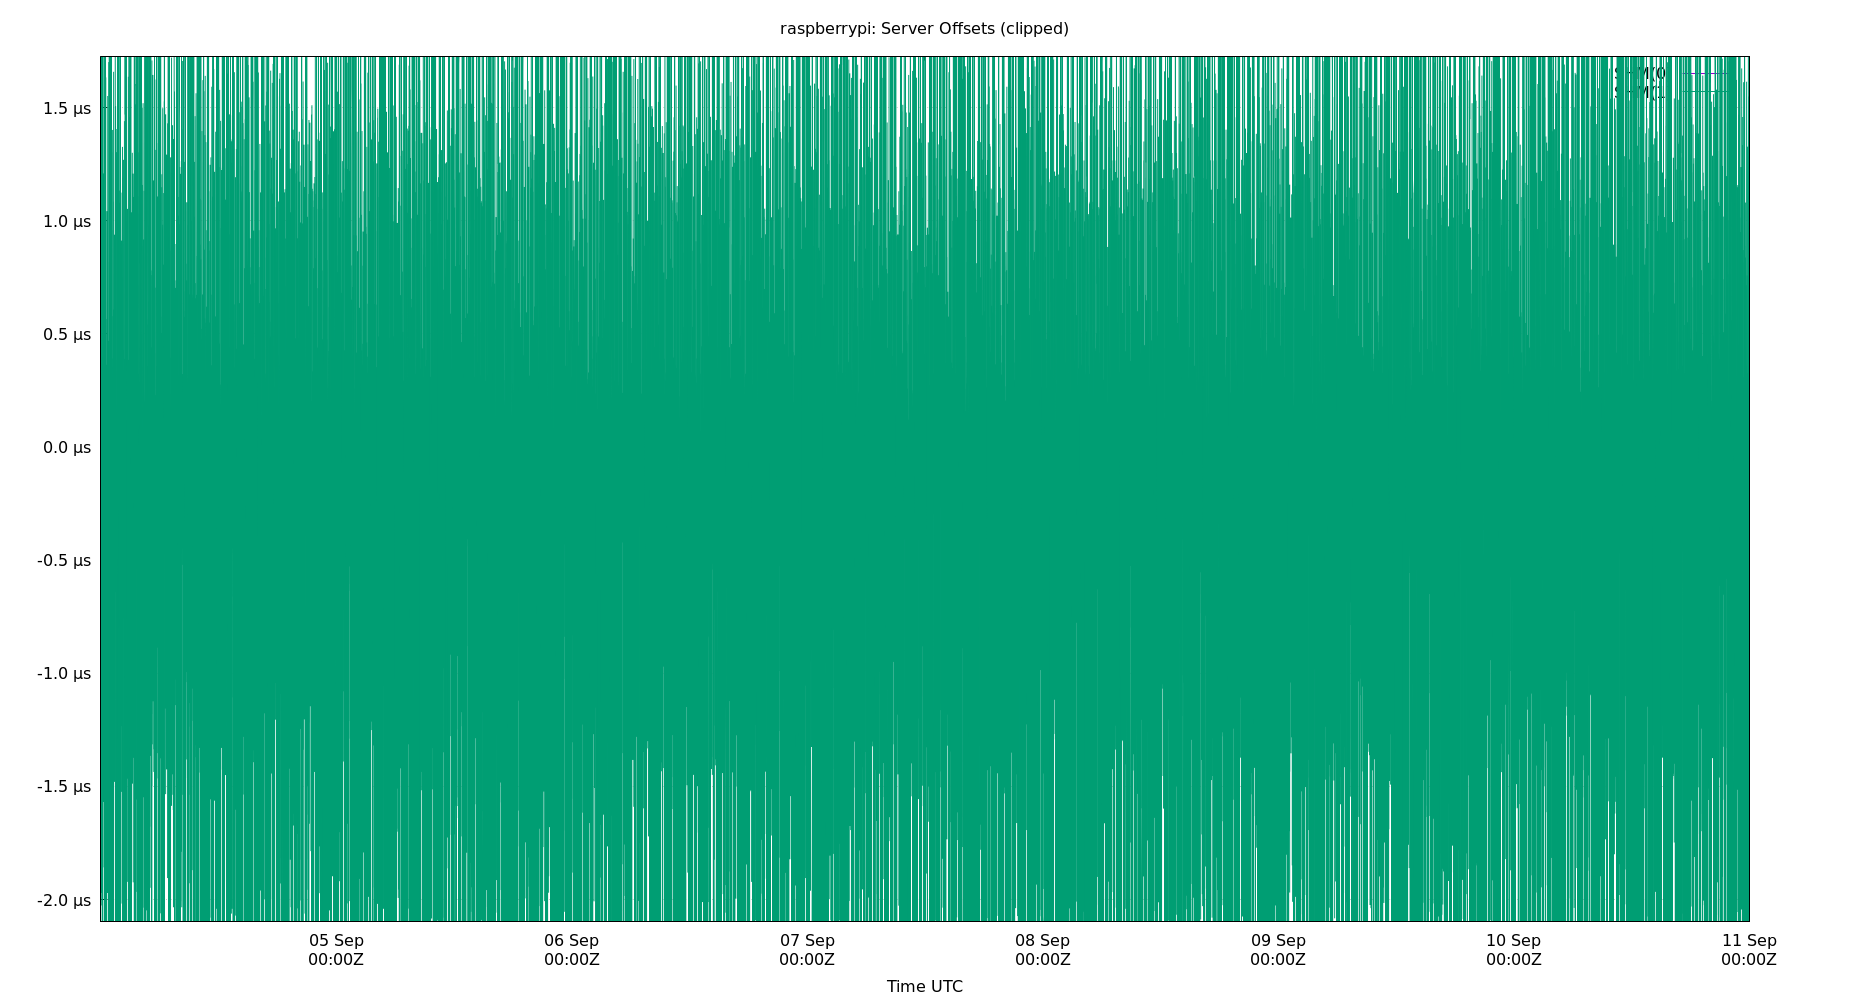 raspberrypi: Server Offsets (clipped)
1.5 µs
1.0 µs
0.5 µs
0.0 µs
-0.5 µs
-1.0 µs
-1.5 µs
-2.0 µs
05 Sep
00:00Z
06 Sep
00:00Z
07 Sep
00:00Z
08 Sep
00:00Z
09 Sep
00:00Z
10 Sep
00:00Z
11 Sep
00:00Z
Time UTC